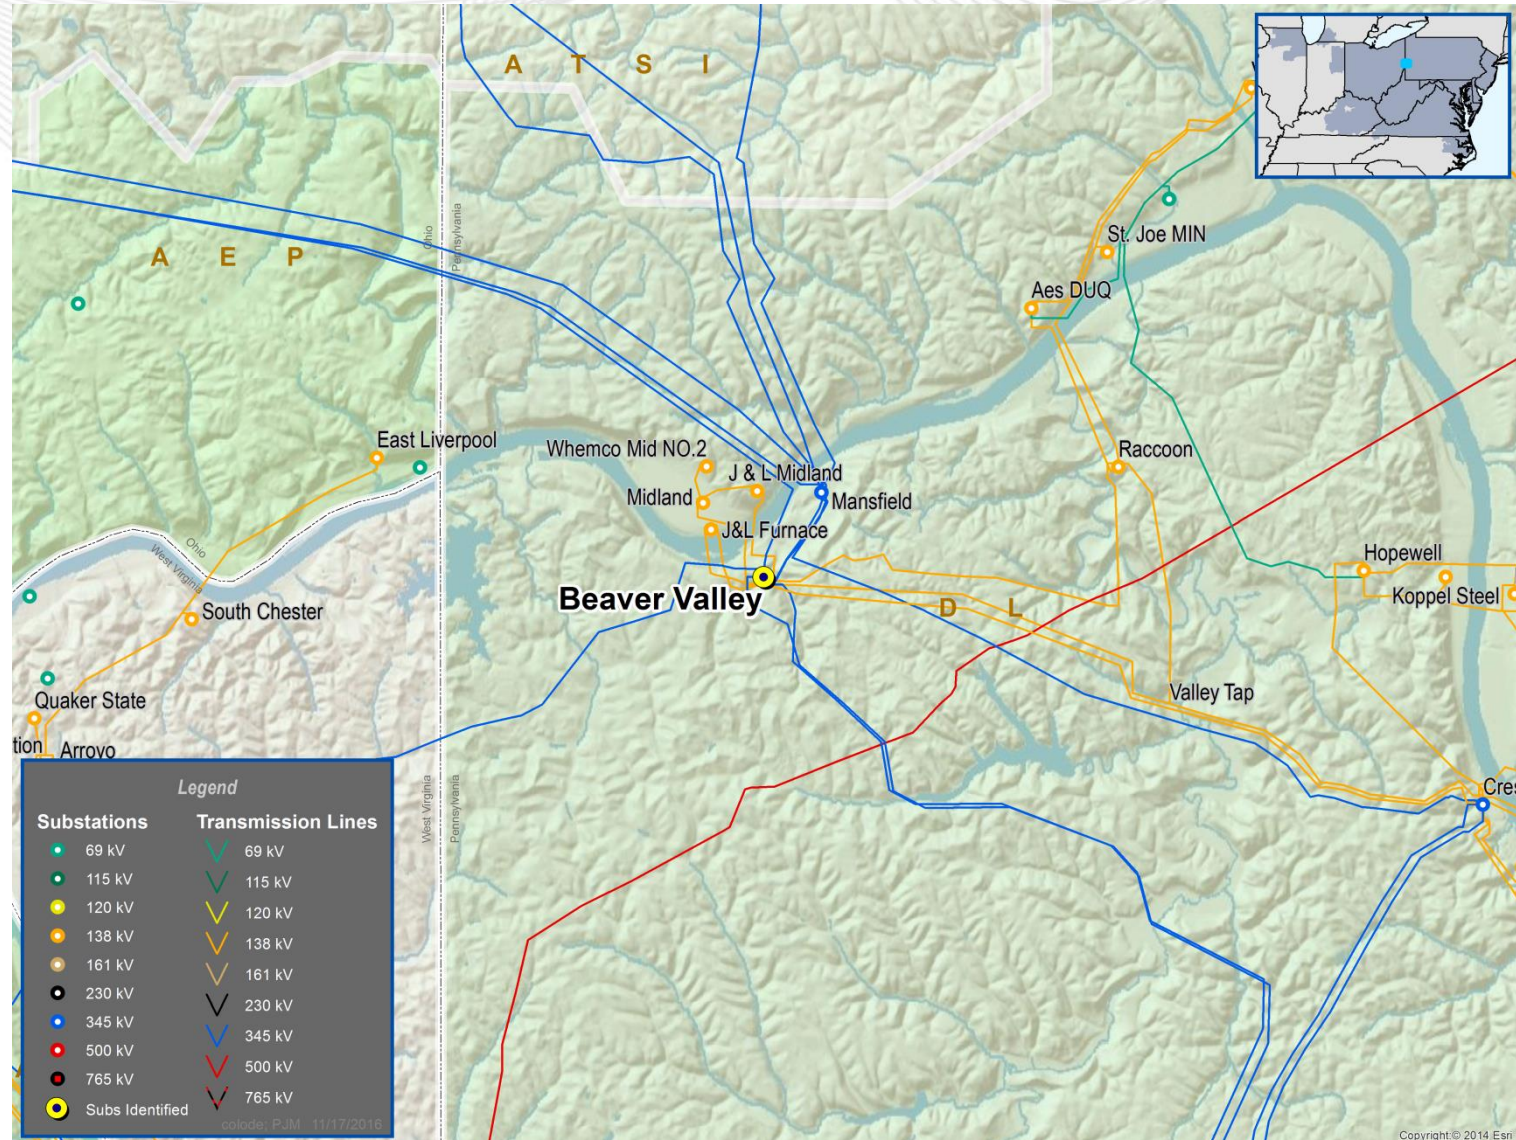 A T S I
A E P
Ohio
Pennsylvania
St. Joe MIN
Aes DUQ
East Liverpool
Whemco Mid NO.2
J & L Midland
Raccoon
Midland
Mansfield
J&L Furnace
Ohio
West Virginia
Hopewell
Beaver Valley
D L
Koppel Steel
South Chester
Valley Tap
Quaker State
tion
Arroyo
West Virginia
Pennsylvania
Cres
Legend
Substations
69 kV
115 kV
120 kV
138 kV
161 kV
230 kV
345 kV
500 kV
765 kV
Subs Identified
Transmission Lines
69 kV
115 kV
120 kV
138 kV
161 kV
230 kV
345 kV
500 kV
765 kV
colode; PJM 11/17/2016
Copyright:© 2014 Esri